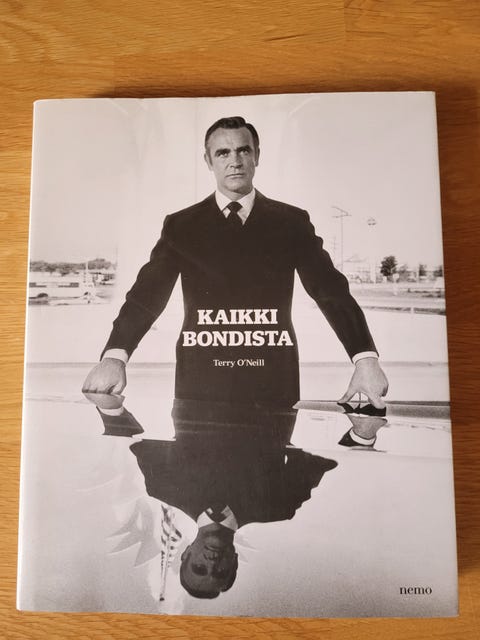 KAIKKI
BONDISTA
Terry O'Neill
nemo